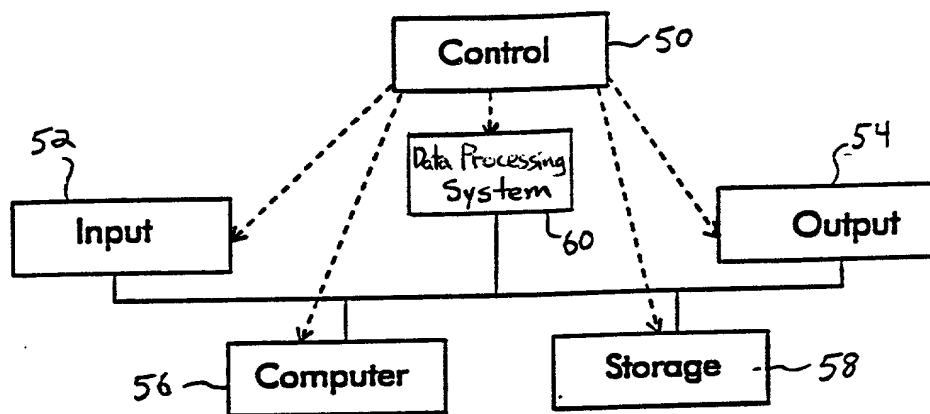 Control
50
52
54
Data Processing
System
Input
60
Output
56
Computer
Storage
58